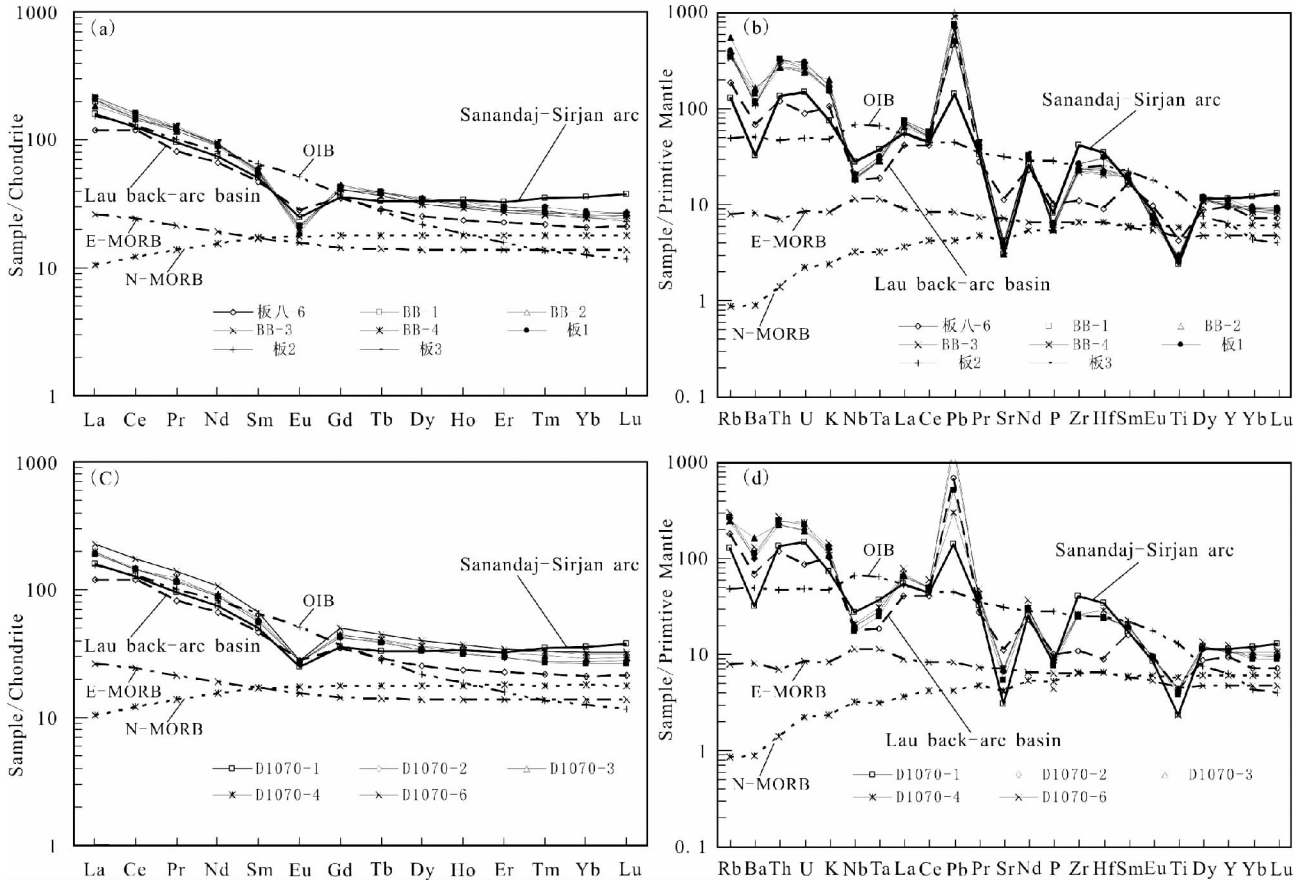 (a)
Sample/Chondrite
1000
100
10
1
Sanandaj-Sirjan arc
OIB
Lau back-arc basin
E-MORB
N-MORB
板八-6 BB-1 BB-2
BB-3 BB-4 板1
板2 板3
La Ce Pr Nd Sm Eu Gd Tb Dy Ho Er Tm Yb Lu
(b)
Sample/Primtive Mantle
1000
100
10
1
0.1
OIB
Sanandaj-Sirjan arc
E-MORB
Lau back-arc basin
N-MORB
板八-6 BB-1 BB-2
BB-3 BB-4 板1
板2 板3
Rb Ba Th U K Nb Ta La Ce Pb Pr Sr Nd P Zr Hf Sm Eu Ti Dy Y Yb Lu
(C)
Sample/Chondrite
1000
100
10
1
OIB
Sanandaj-Sirjan arc
Lau back-arc basin
E-MORB
N-MORB
D1070-1 D1070-2 D1070-3
D1070-4 D1070-6
La Ce Pr Nd Sm Eu Gd Tb Dy Ho Er Tm Yb Lu
(d)
Sample/Primtive Mantle
1000
100
10
1
0.1
OIB
Sanandaj-Sirjan arc
E-MORB
Lau back-arc basin
N-MORB
D1070-1 D1070-2 D1070-3
D1070-4 D1070-6
Rb Ba Th U K Nb Ta La Ce Pb Pr Sr Nd P Zr Hf Sm Eu Ti Dy Y Yb Lu